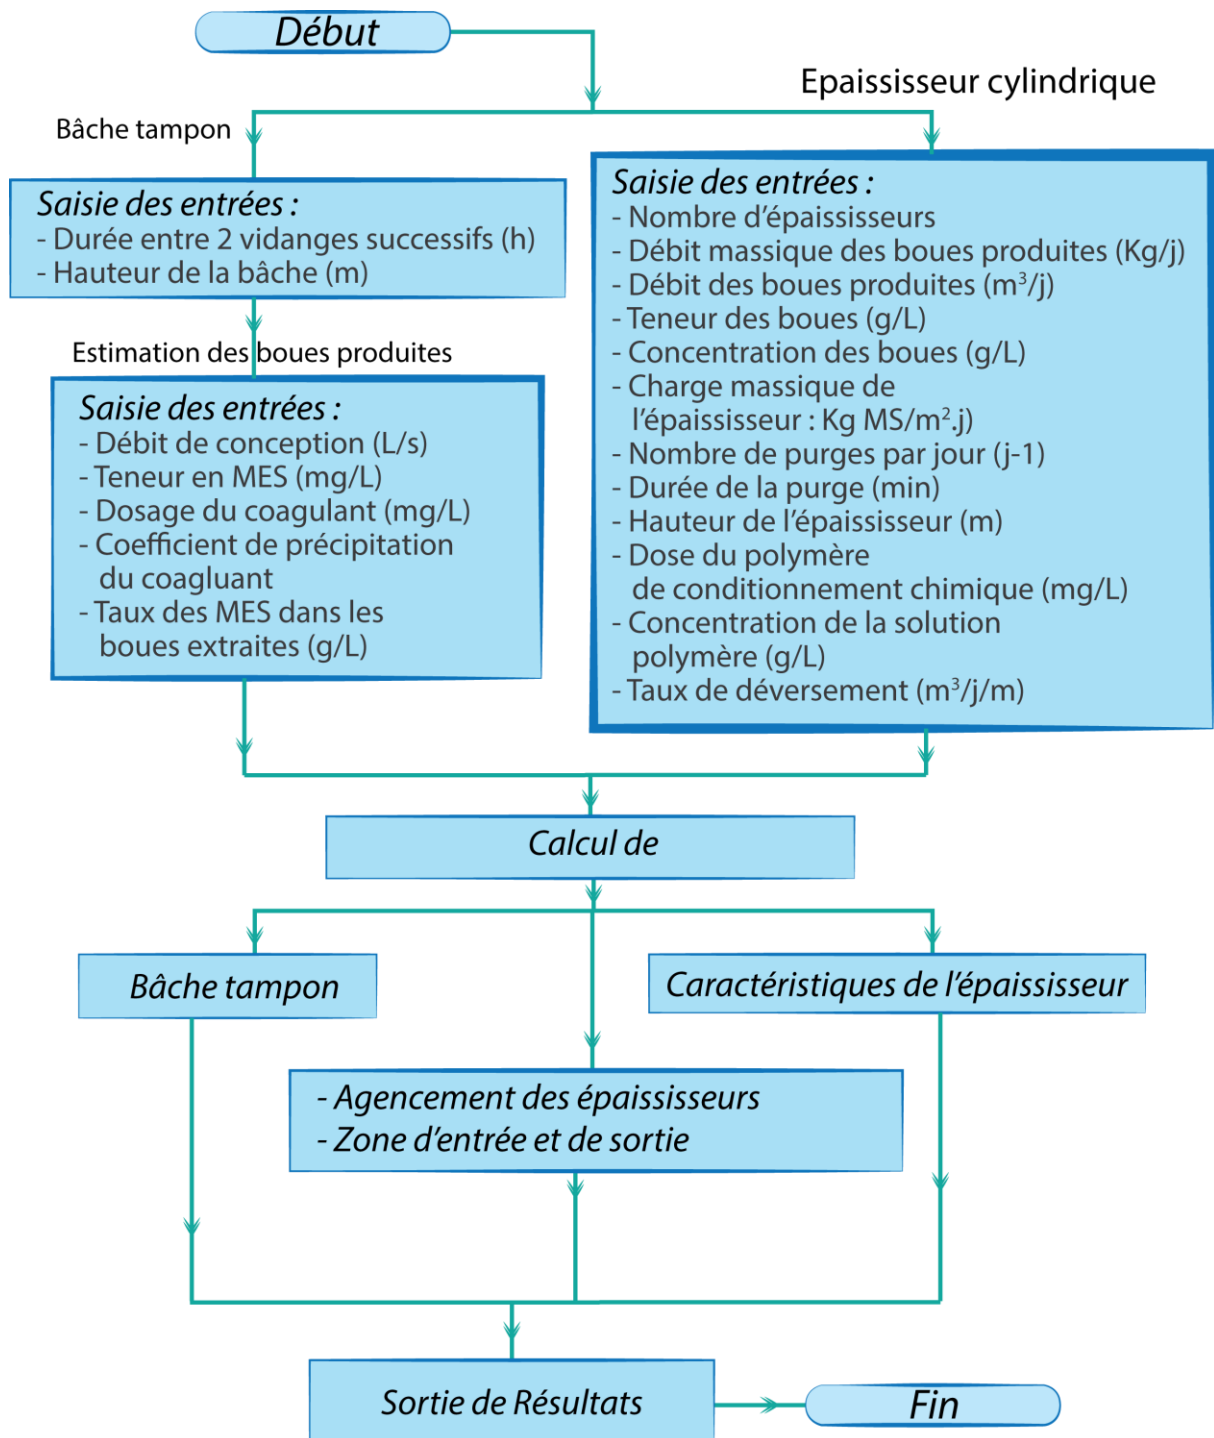 Début
Epaississeur cylindrique
Bâche tampon
Saisie des entrées :
- Durée entre 2 vidanges successifs (h)
- Hauteur de la bâche (m)
Estimation des boues produites
Saisie des entrées :
- Débit de conception (L/s)
- Teneur en MES (mg/L)
- Dosage du coagulant (mg/L)
- Coefficient de précipitation
du coagluant
- Taux des MES dans les
boues extraites (g/L)
Saisie des entrées :
- Nombre d’épaississeurs
- Débit massique des boues produites (Kg/j)
- Débit des boues produites (m³/j)
- Teneur des boues (g/L)
- Concentration des boues (g/L)
- Charge massique de
l’épaississeur : Kg MS/m².j)
- Nombre de purges par jour (j-1)
- Durée de la purge (min)
- Hauteur de l’épaississeur (m)
- Dose du polymère
de conditionnement chimique (mg/L)
- Concentration de la solution
polymère (g/L)
- Taux de déversement (m³/j/m)
Calcul de
Bâche tampon
Caractéristiques de l’épaississeur
- Agencement des épaississeurs
- Zone d’entrée et de sortie
Sortie de Résultats
Fin